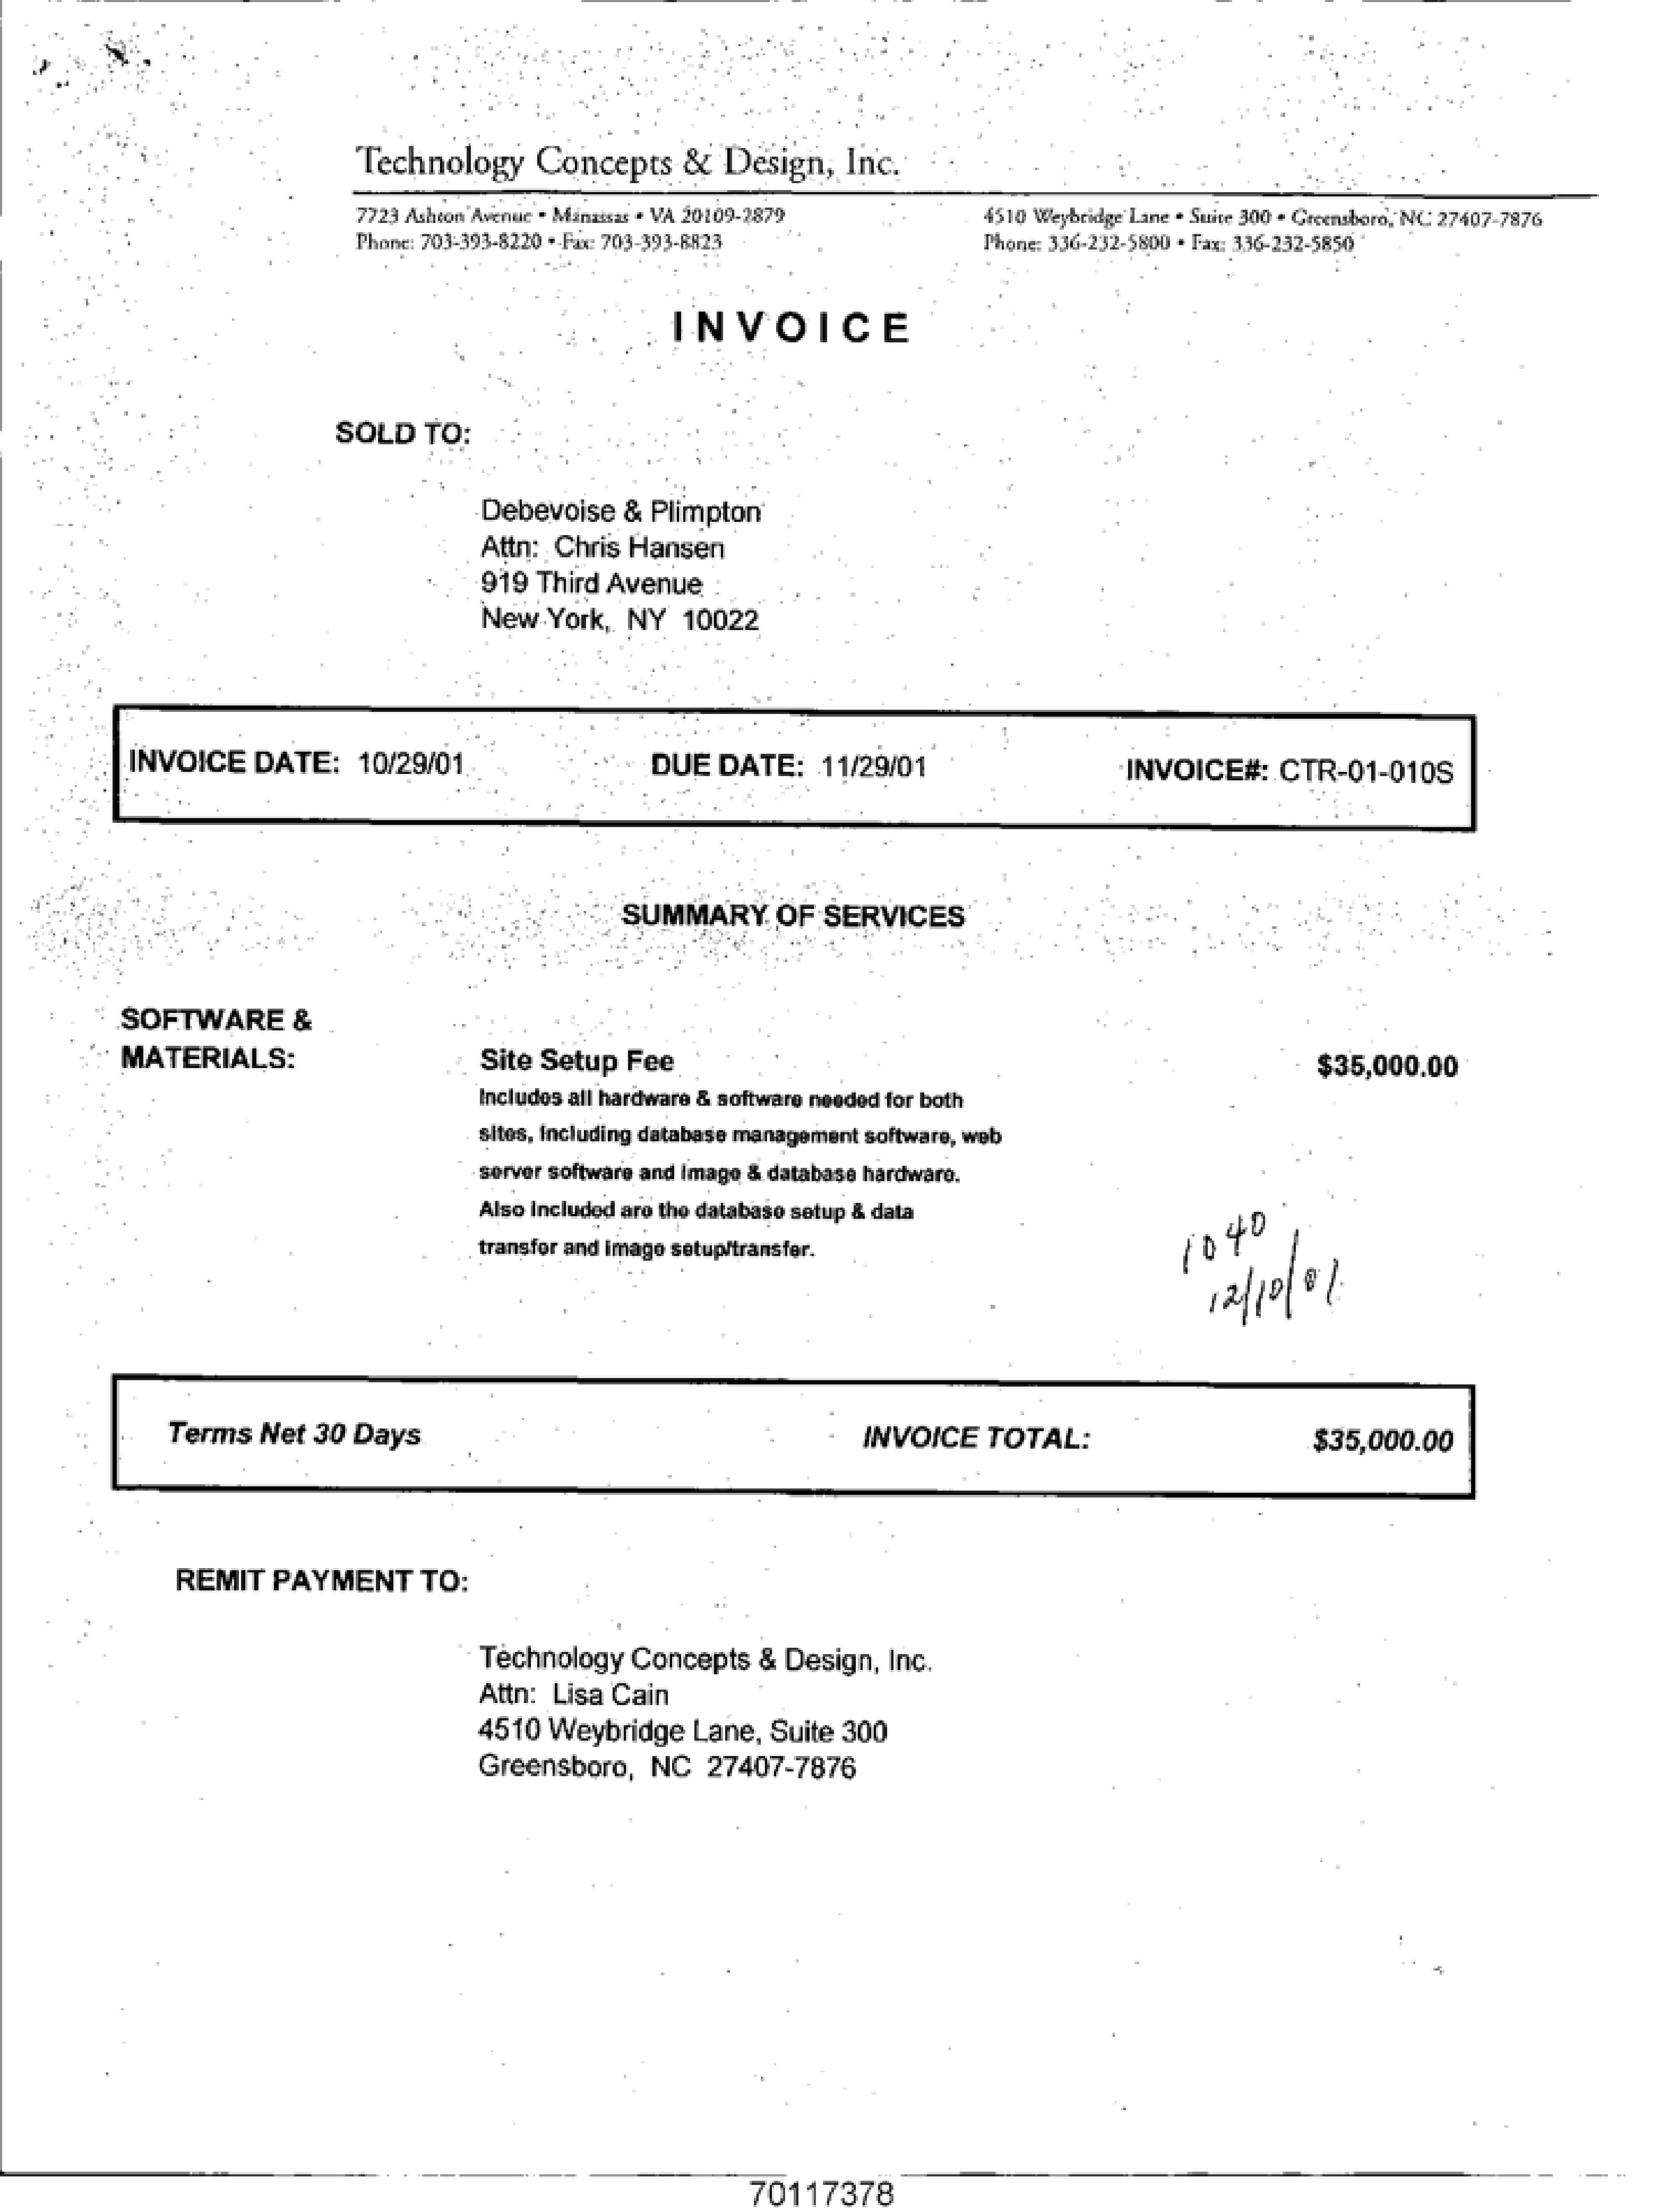 Technology Concepts & Design, Inc.
7723 Ashton Avenue • Manassas • VA 20109-2879
Phone: 703-393-8220 • Fax: 703-393-8823
4510 Weybridge Lane • Suite 300 • Greensboro, NC 27407-7876
Phone: 336-232-5800 • Fax: 336-232-5850
INVOICE
SOLD TO:
Debevoise & Plimpton
Attn: Chris Hansen
919 Third Avenue
New York, NY 10022
INVOICE DATE: 10/29/01 DUE DATE: 11/29/01 INVOICE#: CTR-01-010S
SUMMARY OF SERVICES
SOFTWARE &
MATERIALS: Site Setup Fee $35,000.00
Includes all hardware & software needed for both
sites, including database management software, web
server software and image & database hardware.
Also included are the database setup & data
transfer and image setup/transfer.
1040
12/10/01
Terms Net 30 Days INVOICE TOTAL: $35,000.00
REMIT PAYMENT TO:
Technology Concepts & Design, Inc.
Attn: Lisa Cain
4510 Weybridge Lane, Suite 300
Greensboro, NC 27407-7876
70117378